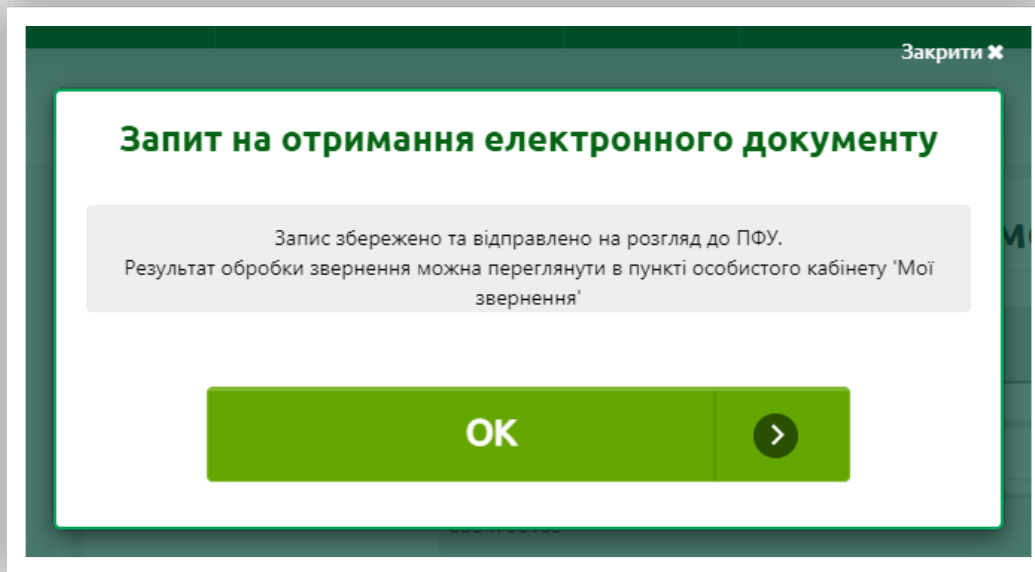 Закрити ✖
Запит на отримання електронного документу
Запис збережено та відправлено на розгляд до ПФУ.
Результат обробки звернення можна переглянути в пункті особистого кабінету 'Мої
звернення'
ОК